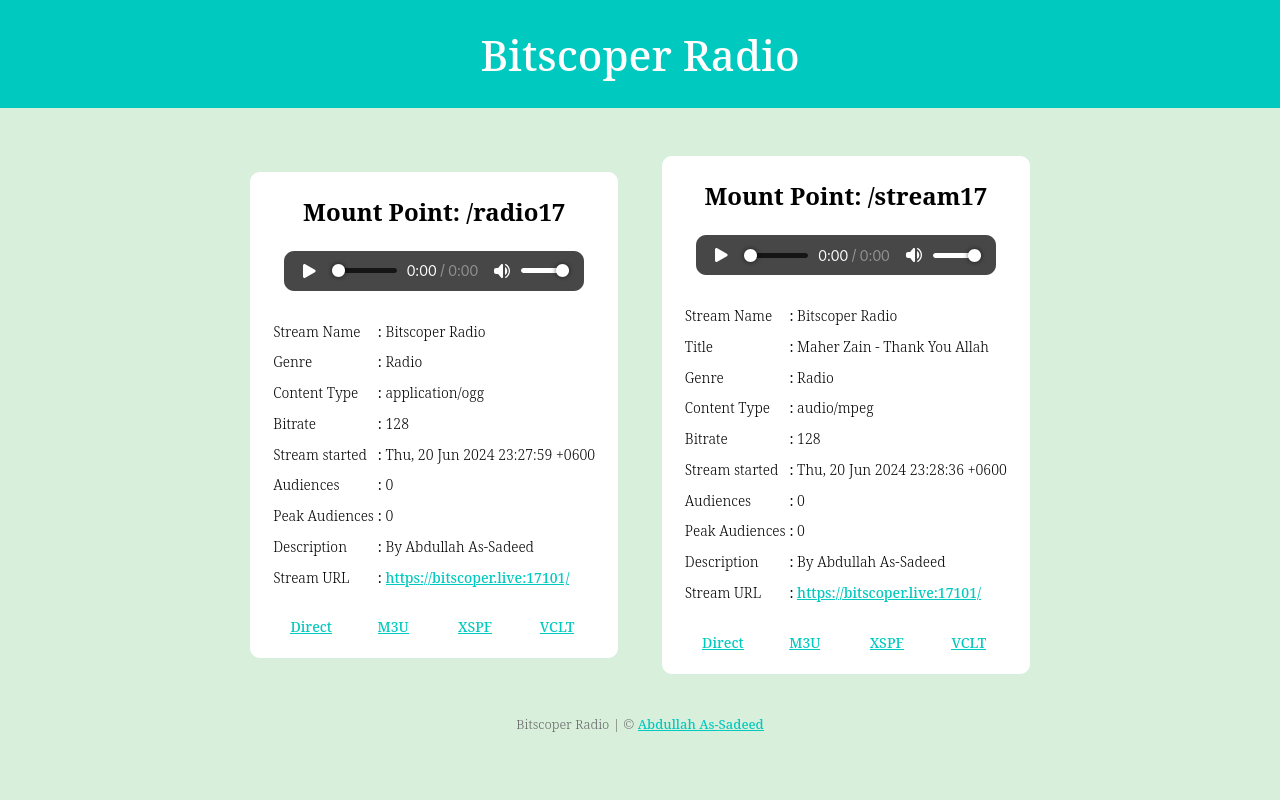 Bitscoper Radio
Mount Point: /radio17
0:00 / 0:00
Stream Name : Bitscoper Radio
Genre : Radio
Content Type : application/ogg
Bitrate : 128
Stream started : Thu, 20 Jun 2024 23:27:59 +0600
Audiences : 0
Peak Audiences : 0
Description : By Abdullah As-Sadeed
Stream URL : https://bitscoper.live:17101/
Direct M3U XSPF VCLT
Mount Point: /stream17
0:00 / 0:00
Stream Name : Bitscoper Radio
Title : Maher Zain - Thank You Allah
Genre : Radio
Content Type : audio/mpeg
Bitrate : 128
Stream started : Thu, 20 Jun 2024 23:28:36 +0600
Audiences : 0
Peak Audiences : 0
Description : By Abdullah As-Sadeed
Stream URL : https://bitscoper.live:17101/
Direct M3U XSPF VCLT
Bitscoper Radio | © Abdullah As-Sadeed